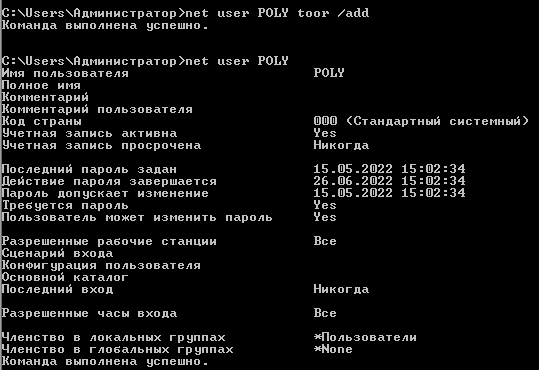 C:\Users\Администратор>net user POLY toor /add
Команда выполнена успешно.
C:\Users\Администратор>net user POLY
Имя пользователя POLY
Полное имя
Комментарий
Комментарий пользователя
Код страны 000 (Стандартный системный)
Учетная запись активна Yes
Учетная запись просрочена Никогда
Последний пароль задан 15.05.2022 15:02:34
Действие пароля завершается 26.06.2022 15:02:34
Пароль допускает изменение 15.05.2022 15:02:34
Требуется пароль Yes
Пользователь может изменить пароль Yes
Разрешенные рабочие станции Все
Сценарий входа
Конфигурация пользователя
Основной каталог
Последний вход Никогда
Разрешенные часы входа Все
Членство в локальных группах *Пользователи
Членство в глобальных группах *None
Команда выполнена успешно.